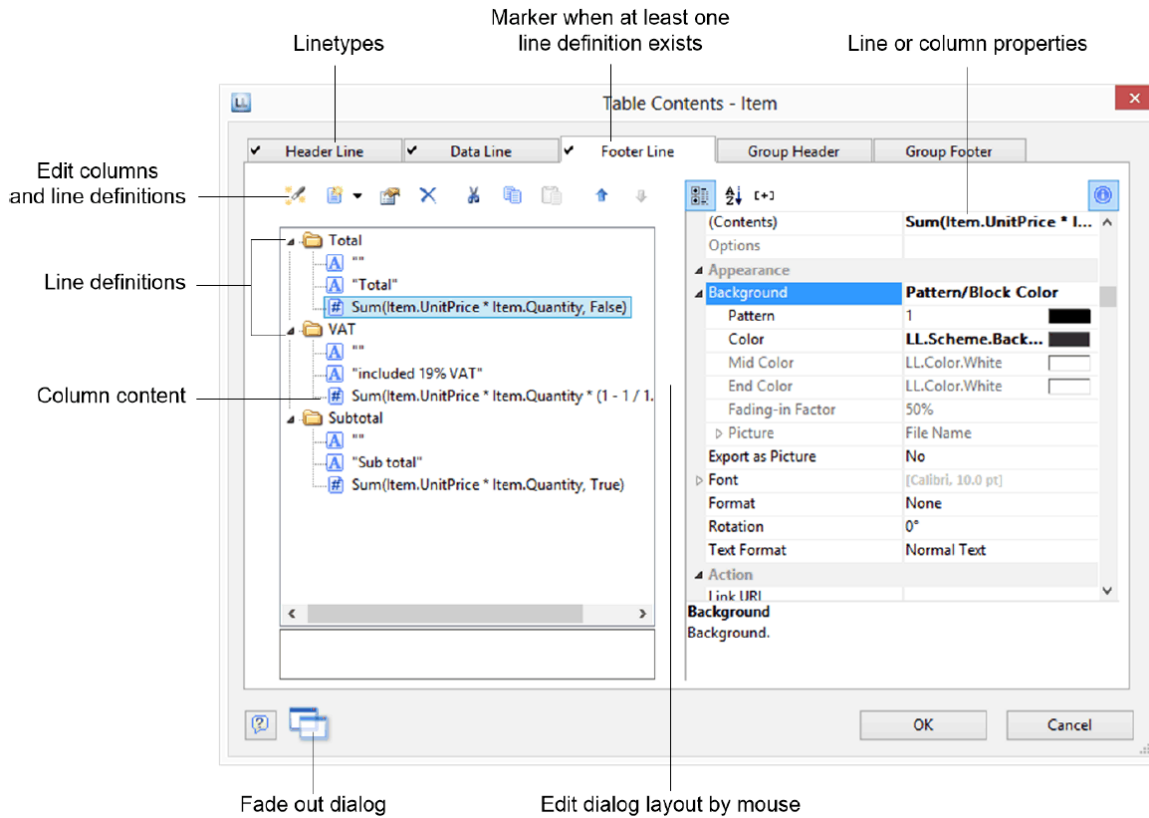 Marker when at least one
line definition exists
Linetypes
Line or column properties
LL
Table Contents - Item
Header Line
Data Line
Footer Line
Group Header
Group Footer
Edit columns
and line definitions
Line definitions
Column content
Total
""
"Total"
Sum(Item.UnitPrice * Item.Quantity, False)
VAT
""
"included 19% VAT"
Sum(Item.UnitPrice * Item.Quantity * (1 - 1 / 1.
Subtotal
""
"Sub total"
Sum(Item.UnitPrice * Item.Quantity, True)
(Contents) Sum(Item.UnitPrice * I...
Options
Appearance
Background Pattern/Block Color
Pattern 1
Color LL.Scheme.Back...
Mid Color LL.Color.White
End Color LL.Color.White
Fading-in Factor 50%
Picture File Name
Export as Picture No
Font [Calibri, 10.0 pt]
Format None
Rotation 0°
Text Format Normal Text
Action
Link URL
Background
Background.
OK
Cancel
Fade out dialog
Edit dialog layout by mouse